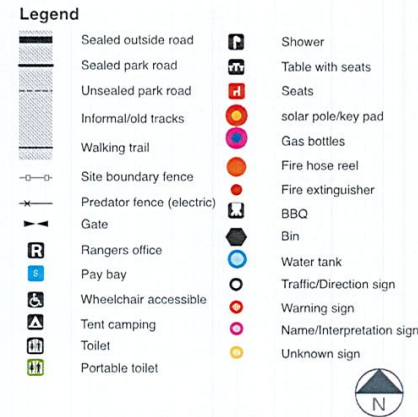 Legend
Sealed outside road
Sealed park road
Unsealed park road
Informal/old tracks
Walking trail
Site boundary fence
Predator fence (electric)
Gate
R
Rangers office
S
Pay bay
Wheelchair accessible
Tent camping
Toilet
Portable toilet
Shower
Table with seats
Seats
solar pole/key pad
Gas bottles
Fire hose reel
Fire extinguisher
BBQ
Bin
Water tank
Traffic/Direction sign
Warning sign
Name/Interpretation sign
Unknown sign
N